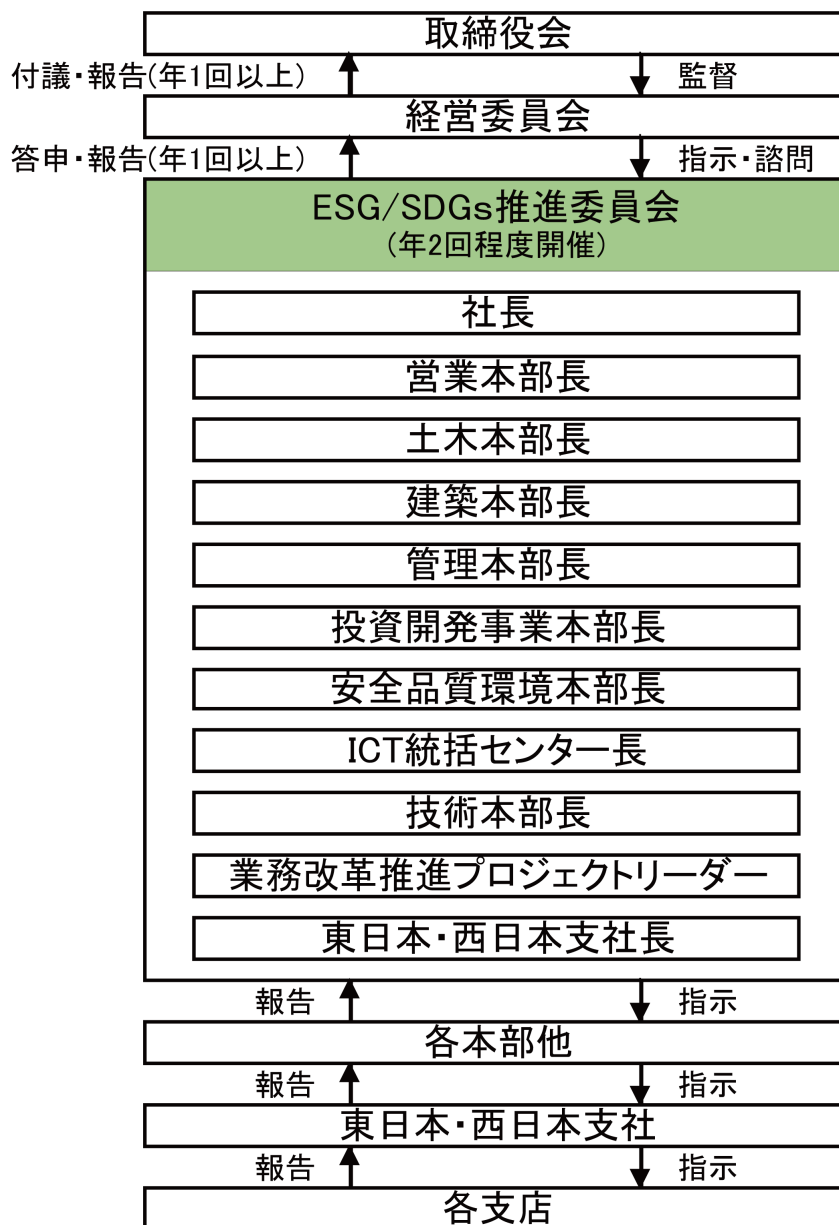 取締役会
付議・報告(年1回以上)
監督
経営委員会
答申・報告(年1回以上)
指示・諮問
ESG/SDGs推進委員会
(年2回程度開催)
社長
営業本部長
土木本部長
建築本部長
管理本部長
投資開発事業本部長
安全品質環境本部長
ICT統括センター長
技術本部長
業務改革推進プロジェクトリーダー
東日本・西日本支社長
報告
指示
各本部他
報告
指示
東日本・西日本支社
報告
指示
各支店